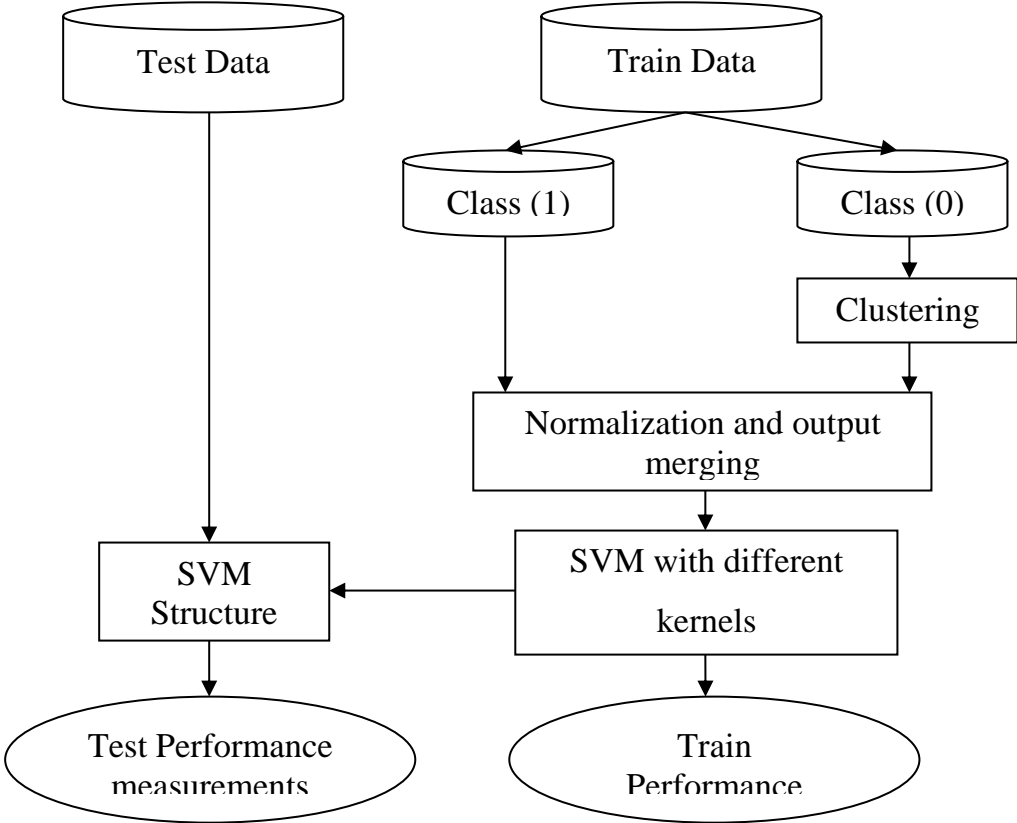 Test Data
Train Data
Class (1)
Class (0)
Clustering
Normalization and output
merging
SVM with different
kernels
SVM
Structure
Test Performance
measurements
Train
Performance